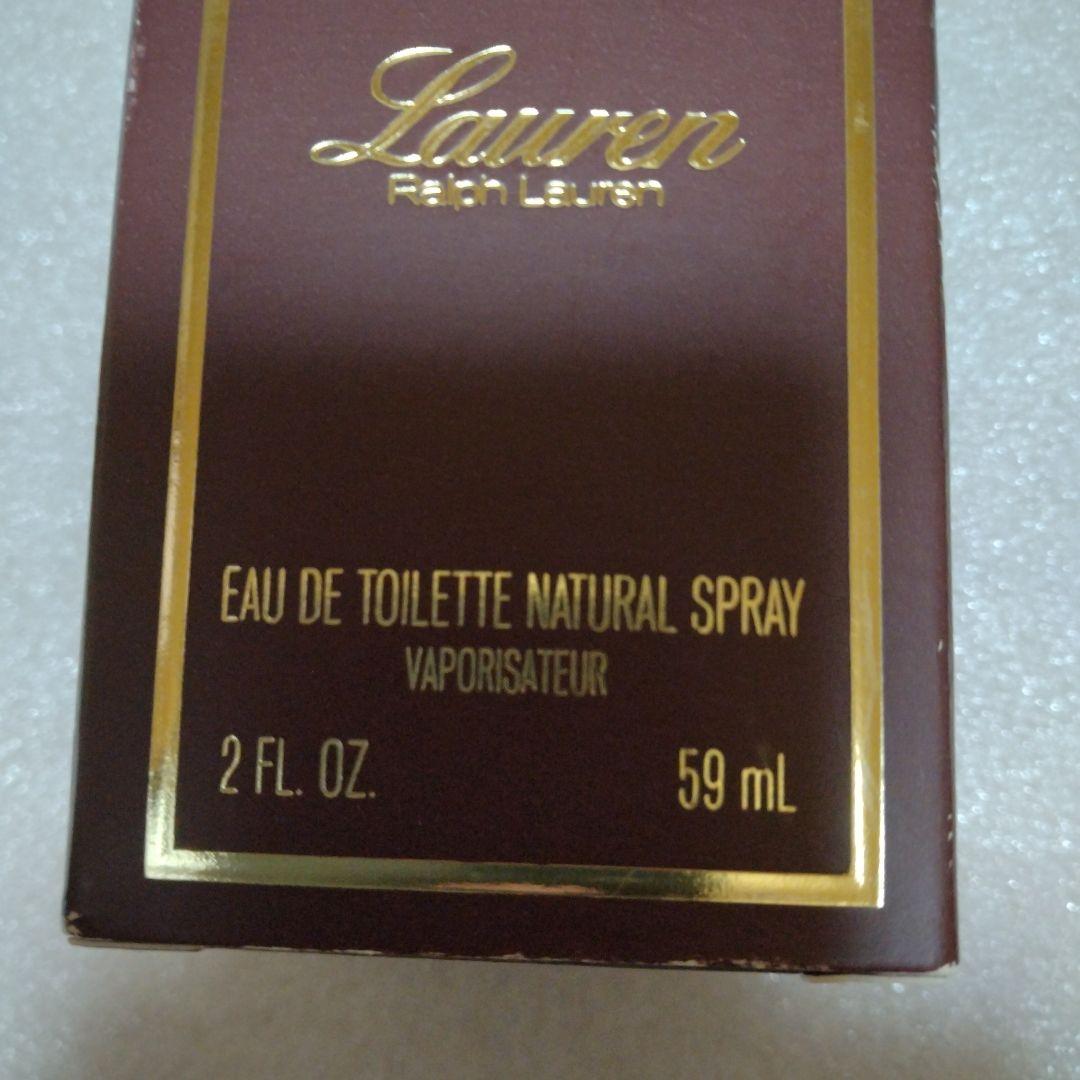 Lauren
Ralph Lauren
EAU DE TOILETTE NATURAL SPRAY
VAPORISATEUR
2 FL. OZ. 59 mL